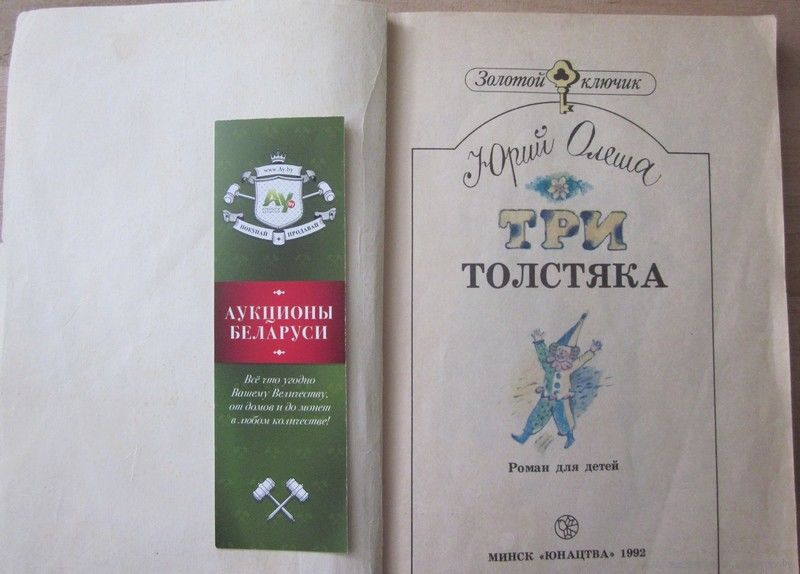 www.Ay.by
Ay
by
ПОКУПАЙ ПРОДАВАЙ
АУКЦИОНЫ
БЕЛАРУСИ
Всё что угодно
Вашему Величеству,
от домов и до монет
в любом количестве!
Золотой ключик
Юрий Олеша
ТРИ
ТОЛСТЯКА
Роман для детей
МИНСК «ЮНАЦТВА» 1992